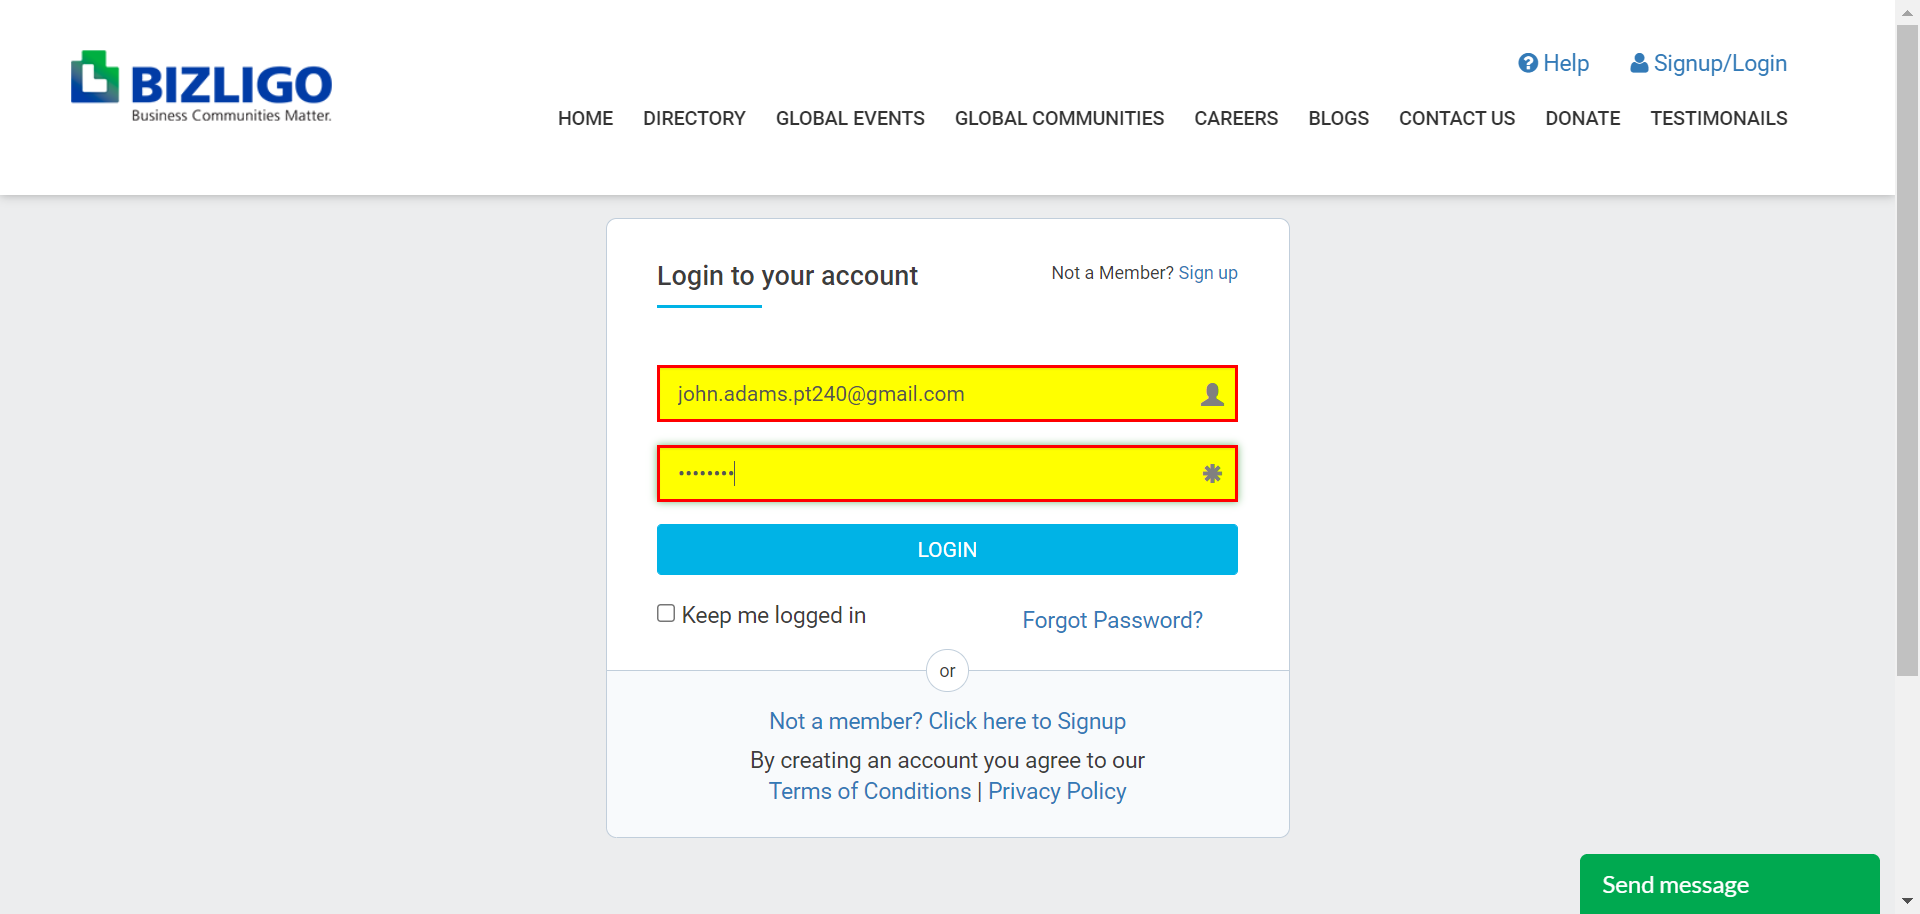 BIZLIGO
Business Communities Matter.
Help
Signup/Login
HOME DIRECTORY GLOBAL EVENTS GLOBAL COMMUNITIES CAREERS BLOGS CONTACT US DONATE TESTIMONAILS
Login to your account
Not a Member? Sign up
john.adams.pt240@gmail.com
••••••••
LOGIN
Keep me logged in
Forgot Password?
or
Not a member? Click here to Signup
By creating an account you agree to our
Terms of Conditions | Privacy Policy
Send message